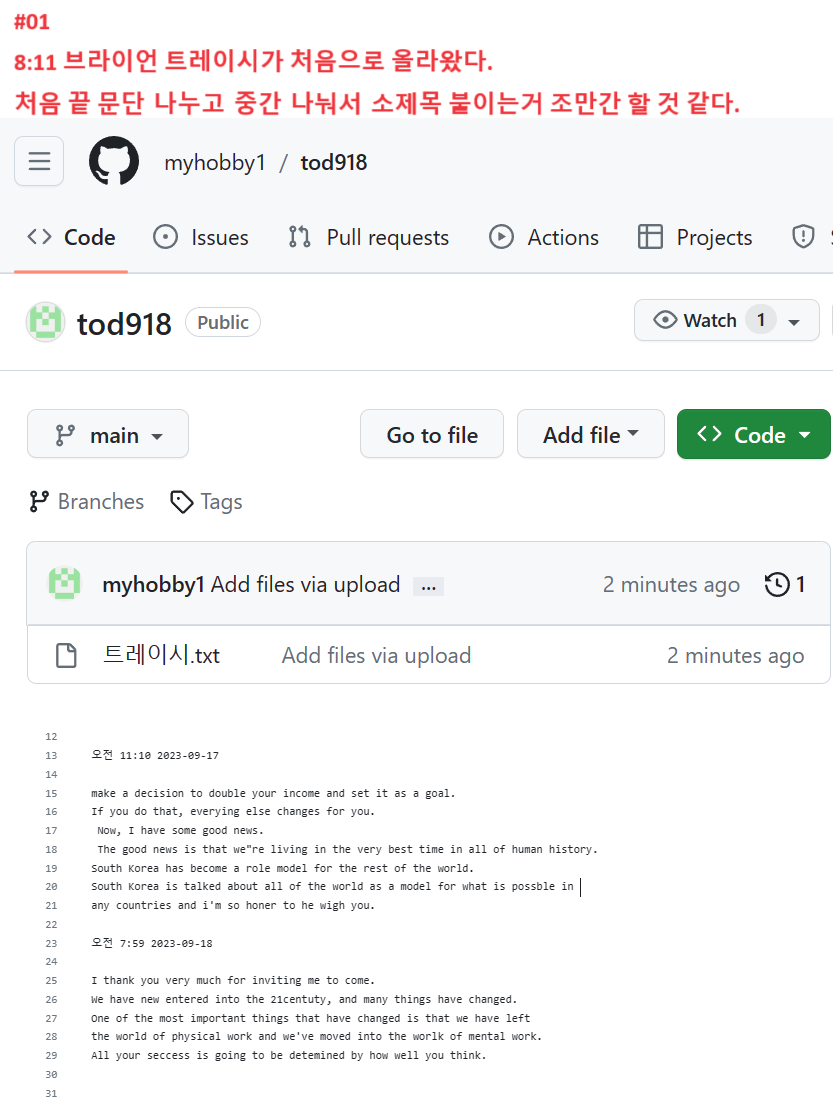 #01
8:11 브라이언 트레이시가 처음으로 올라왔다.
처음 끝 문단 나누고 중간 나눠서 소제목 붙이는거 조만간 할 것 같다.
myhobby1 / tod918
Code Issues Pull requests Actions Projects
tod918 Public Watch 1
main Go to file Add file Code
Branches Tags
myhobby1 Add files via upload ... 2 minutes ago 1
트레이시.txt Add files via upload 2 minutes ago
12
13 오전 11:10 2023-09-17
14
15 make a decision to double your income and set it as a goal.
16 If you do that, everying else changes for you.
17 Now, I have some good news.
18 The good news is that we"re living in the very best time in all of human history.
19 South Korea has become a role model for the rest of the world.
20 South Korea is talked about all of the world as a model for what is possble in
21 any countries and i'm so honer to he wigh you.
22
23 오전 7:59 2023-09-18
24
25 I thank you very much for inviting me to come.
26 We have new entered into the 21centuty, and many things have changed.
27 One of the most important things that have changed is that we have left
28 the world of physical work and we've moved into the worlk of mental work.
29 All your seccess is going to be detemined by how well you think.
30
31